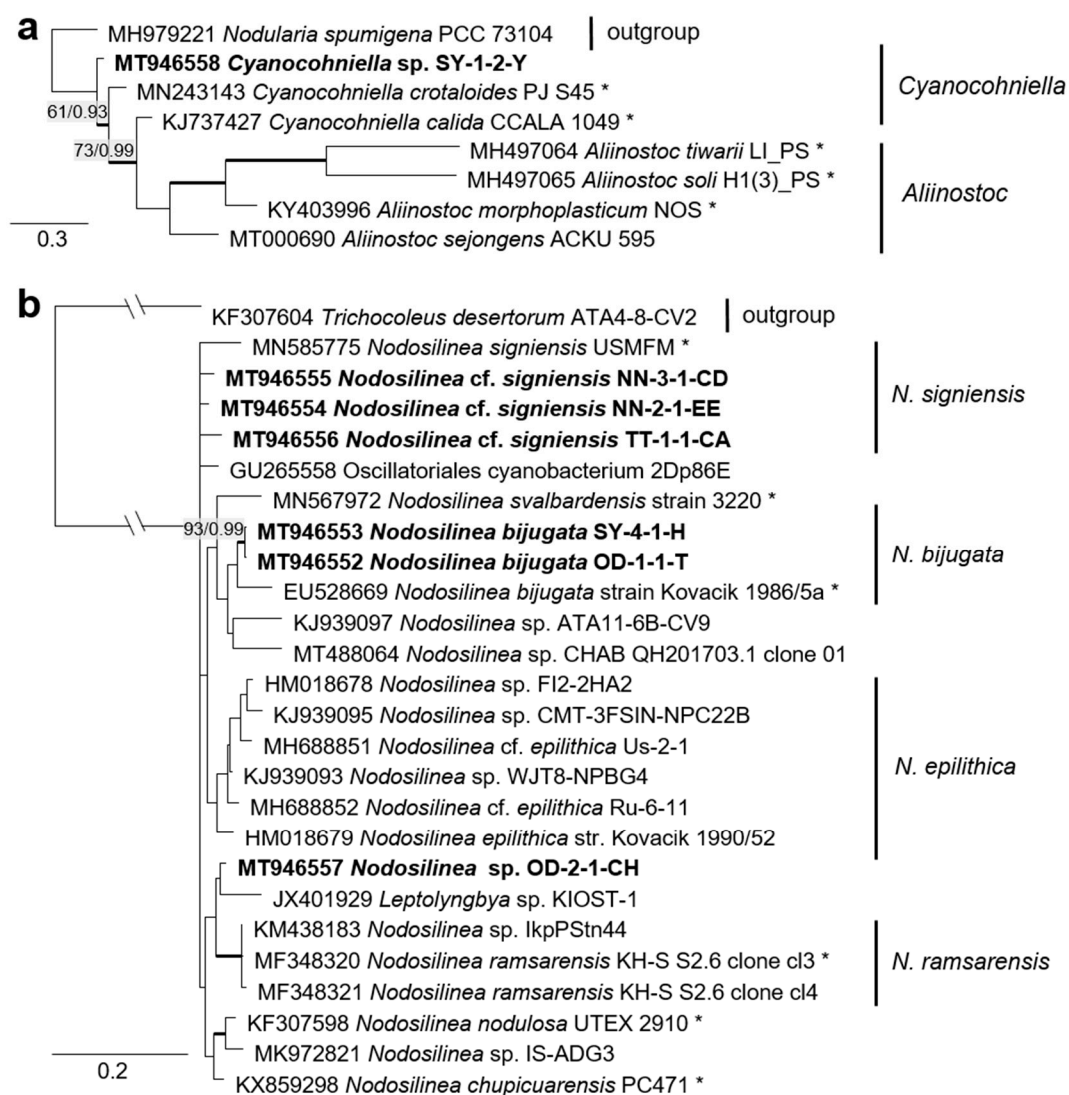 a
MH979221 Nodularia spumigena PCC 73104
outgroup
MT946558 Cyanocohniella sp. SY-1-2-Y
MN243143 Cyanocohniella crotaloides PJ S45 *
Cyanocohniella
61/0.93
KJ737427 Cyanocohniella calida CCALA 1049 *
73/0.99
MH497064 Aliinostoc tiwarii LI_PS *
MH497065 Aliinostoc soli H1(3)_PS *
Aliinostoc
KY403996 Aliinostoc morphoplasticum NOS *
0.3
MT000690 Aliinostoc sejongens ACKU 595
b
KF307604 Trichocoleus desertorum ATA4-8-CV2
outgroup
MN585775 Nodosilinea signiensis USMFM *
MT946555 Nodosilinea cf. signiensis NN-3-1-CD
N. signiensis
MT946554 Nodosilinea cf. signiensis NN-2-1-EE
MT946556 Nodosilinea cf. signiensis TT-1-1-CA
GU265558 Oscillatoriales cyanobacterium 2Dp86E
MN567972 Nodosilinea svalbardensis strain 3220 *
93/0.99
MT946553 Nodosilinea bijugata SY-4-1-H
N. bijugata
MT946552 Nodosilinea bijugata OD-1-1-T
EU528669 Nodosilinea bijugata strain Kovacik 1986/5a *
KJ939097 Nodosilinea sp. ATA11-6B-CV9
MT488064 Nodosilinea sp. CHAB QH201703.1 clone 01
HM018678 Nodosilinea sp. FI2-2HA2
KJ939095 Nodosilinea sp. CMT-3FSIN-NPC22B
MH688851 Nodosilinea cf. epilithica Us-2-1
N. epilithica
KJ939093 Nodosilinea sp. WJT8-NPBG4
MH688852 Nodosilinea cf. epilithica Ru-6-11
HM018679 Nodosilinea epilithica str. Kovacik 1990/52
MT946557 Nodosilinea sp. OD-2-1-CH
JX401929 Leptolyngbya sp. KIOST-1
KM438183 Nodosilinea sp. IkpPStn44
MF348320 Nodosilinea ramsarensis KH-S S2.6 clone cl3 *
N. ramsarensis
MF348321 Nodosilinea ramsarensis KH-S S2.6 clone cl4
KF307598 Nodosilinea nodulosa UTEX 2910 *
MK972821 Nodosilinea sp. IS-ADG3
0.2
KX859298 Nodosilinea chupicuarensis PC471 *